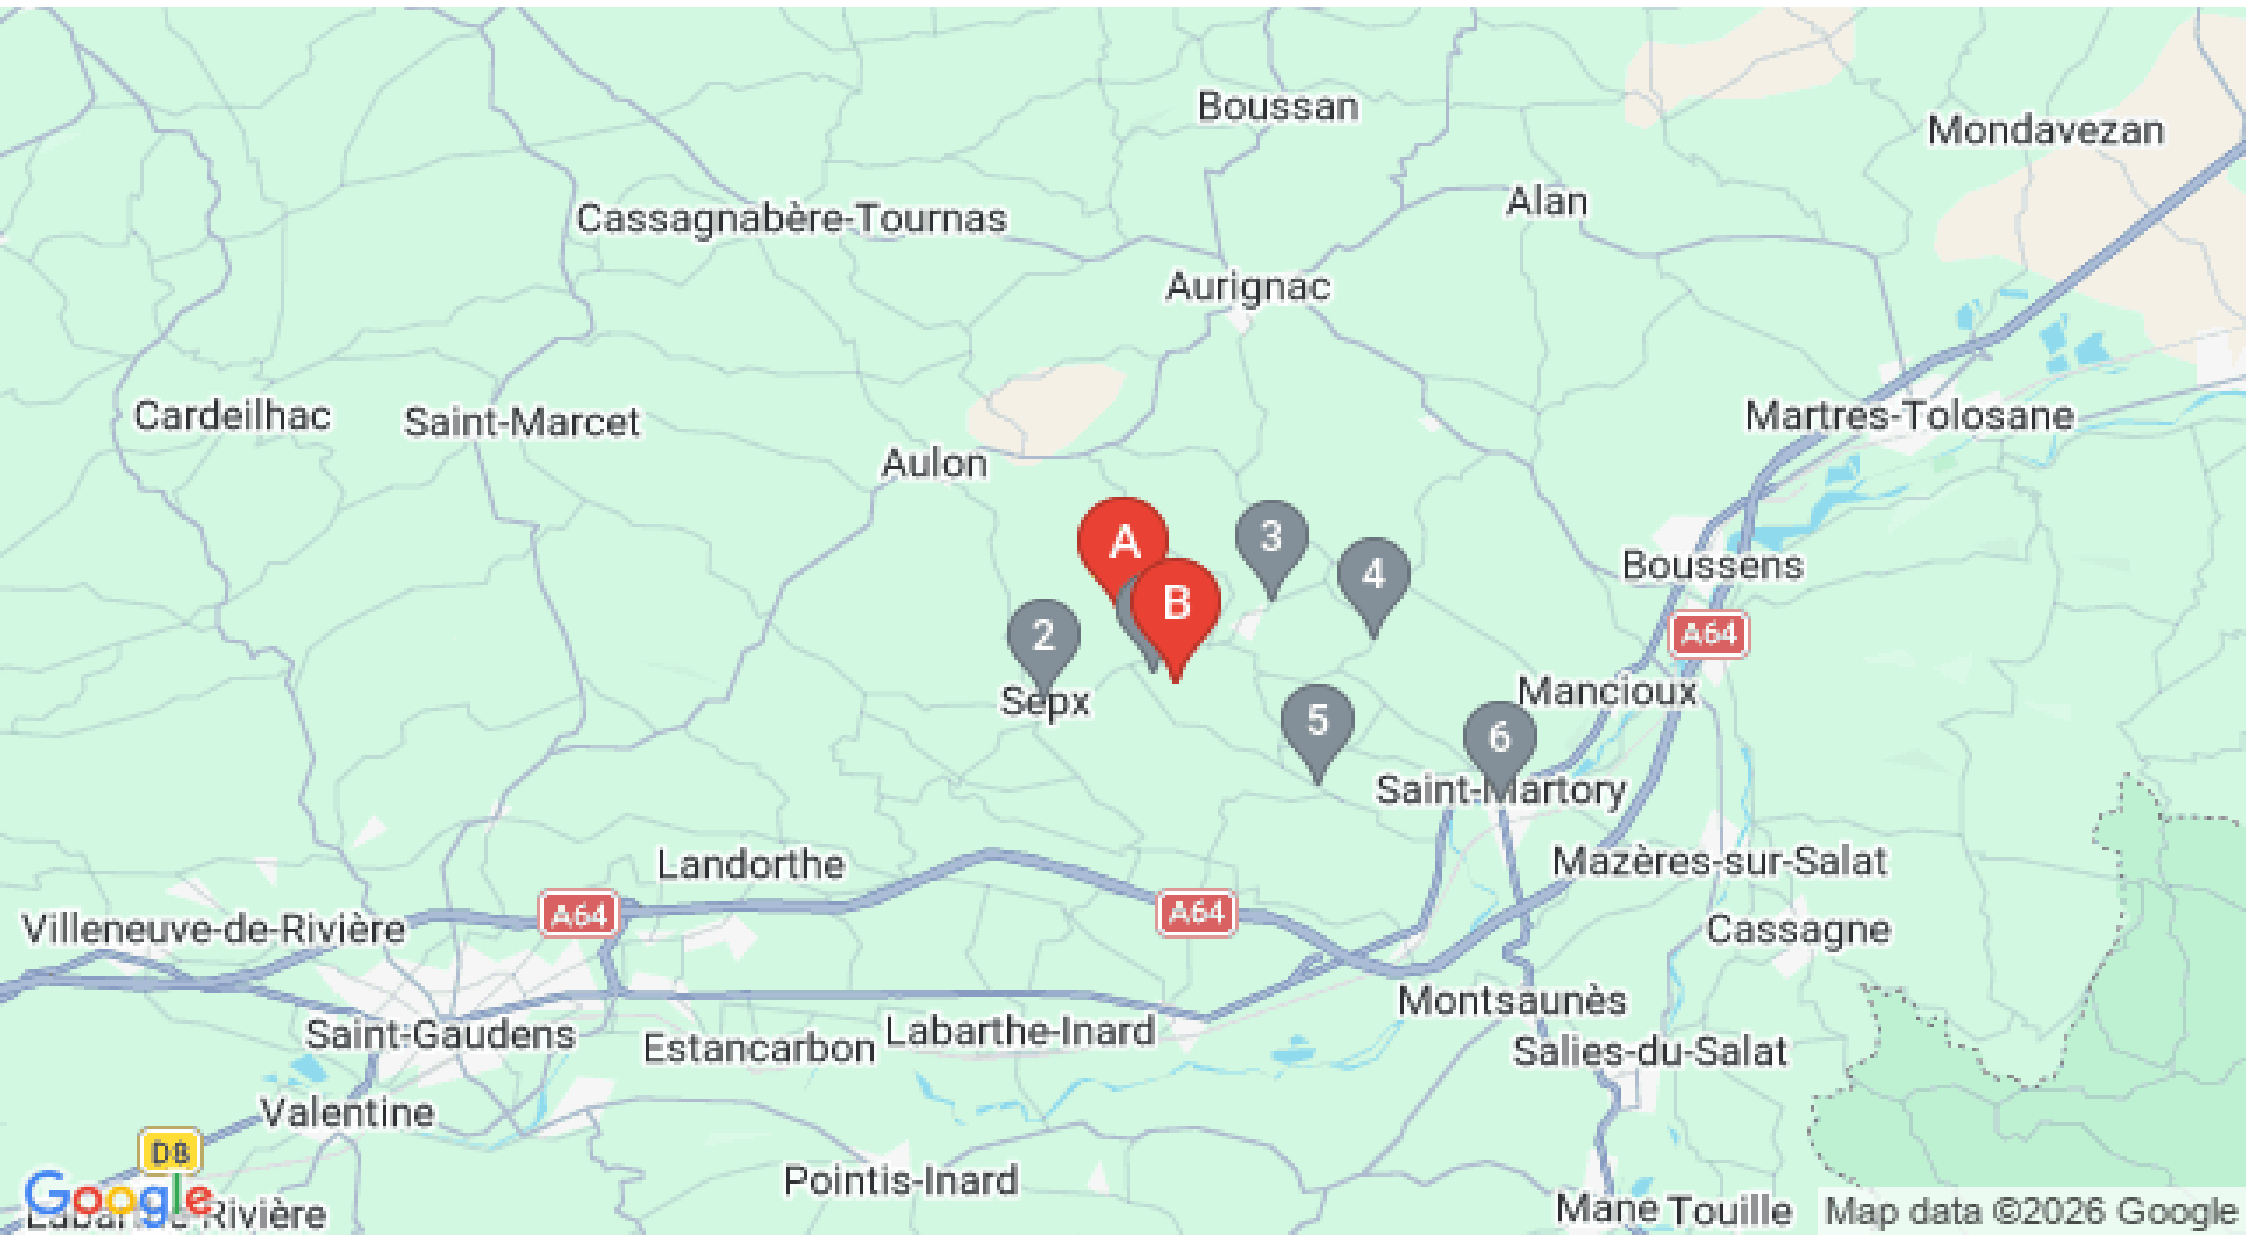 Boussan
Mondavezan
Alan
Cassagnabère-Tournas
Aurignac
Cardeilhac
Saint-Marcet
Martres-Tolosane
Aulon
A
3
B
4
Boussens
2
A64
Sepx
Mancioux
5
6
Saint-Martory
Landorthe
Mazères-sur-Salat
A64
A64
Villeneuve-de-Rivière
Cassagne
Montsaunès
Saint-Gaudens
Labarthe-Inard
Estancarbon
Salies-du-Salat
Valentine
D8
Pointis-Inard
Google
Rivière
Mane
Touille
Map data ©2026 Google